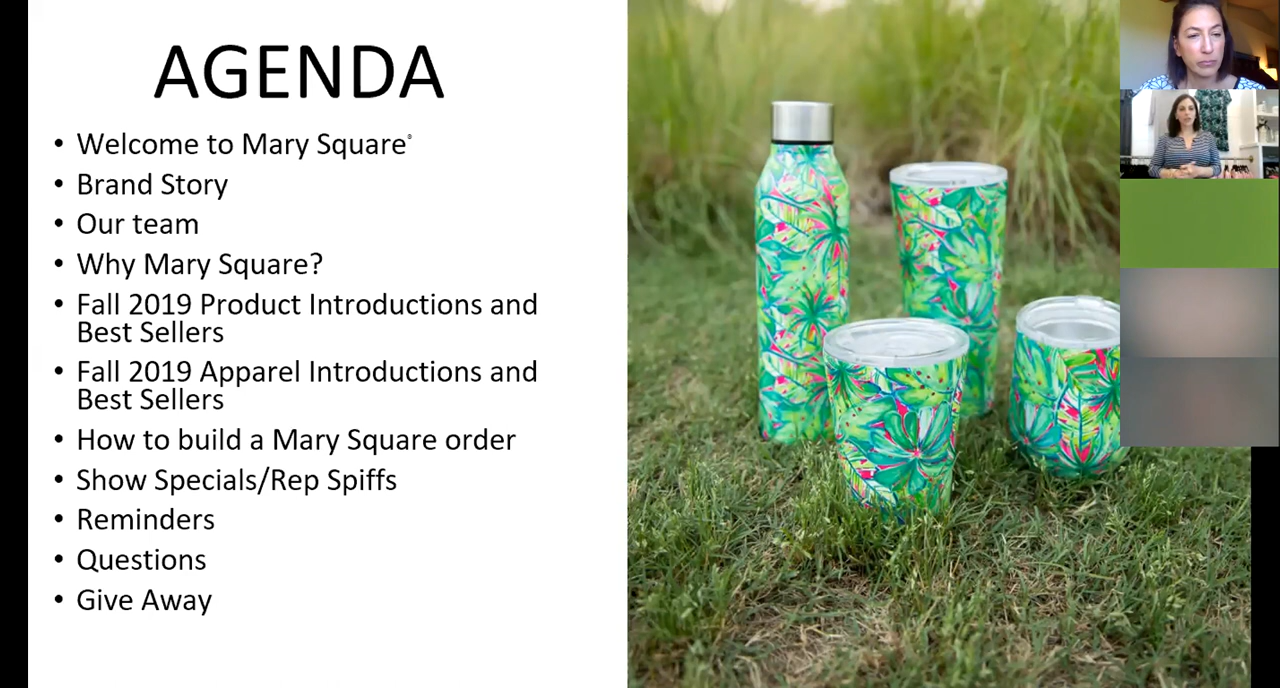 AGENDA
• Welcome to Mary Square®
• Brand Story
• Our team
• Why Mary Square?
• Fall 2019 Product Introductions and
Best Sellers
• Fall 2019 Apparel Introductions and
Best Sellers
• How to build a Mary Square order
• Show Specials/Rep Spiffs
• Reminders
• Questions
• Give Away